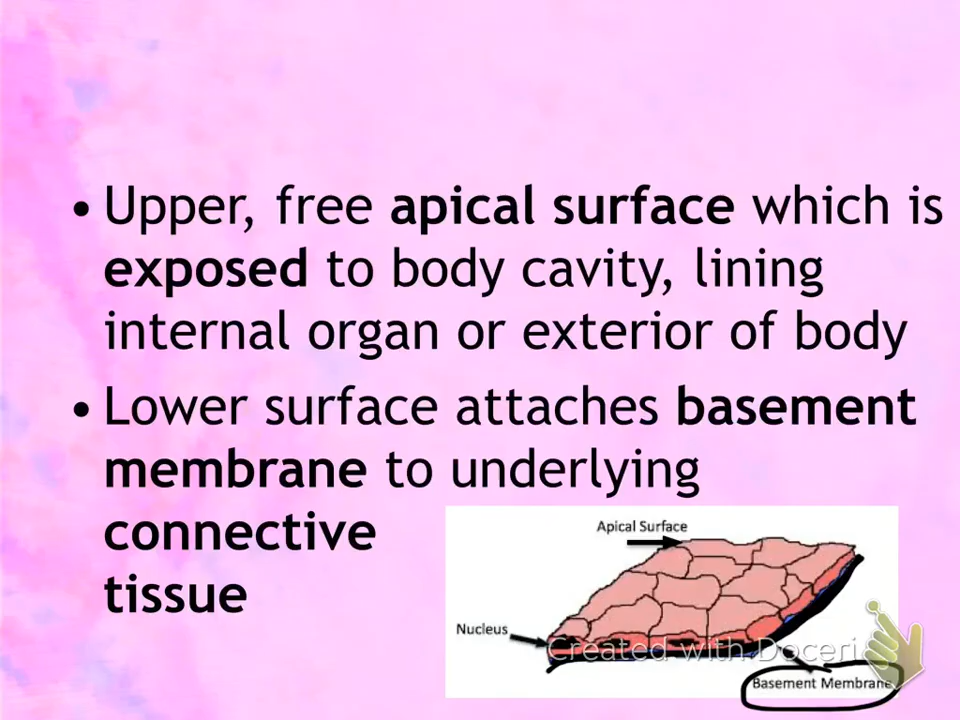 • Upper, free apical surface which is
exposed to body cavity, lining
internal organ or exterior of body
• Lower surface attaches basement
membrane to underlying
connective
tissue
Apical Surface
Nucleus
Created with Doceri
Basement Membrane